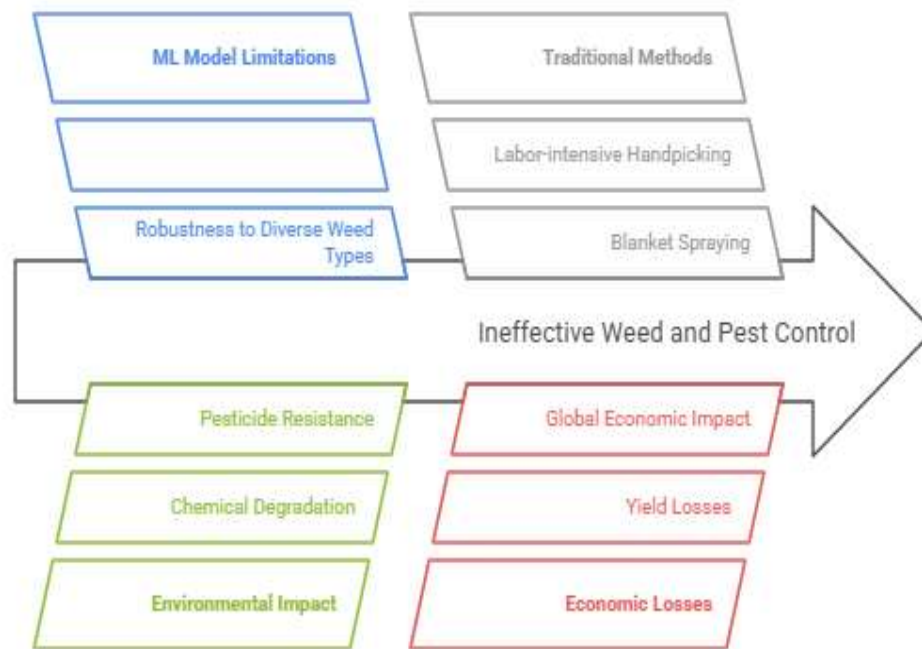 ML Model Limitations
Traditional Methods
Labor-intensive Handpicking
Robustness to Diverse Weed
Types
Blanket Spraying
Ineffective Weed and Pest Control
Pesticide Resistance
Global Economic Impact
Chemical Degradation
Yield Losses
Environmental Impact
Economic Losses